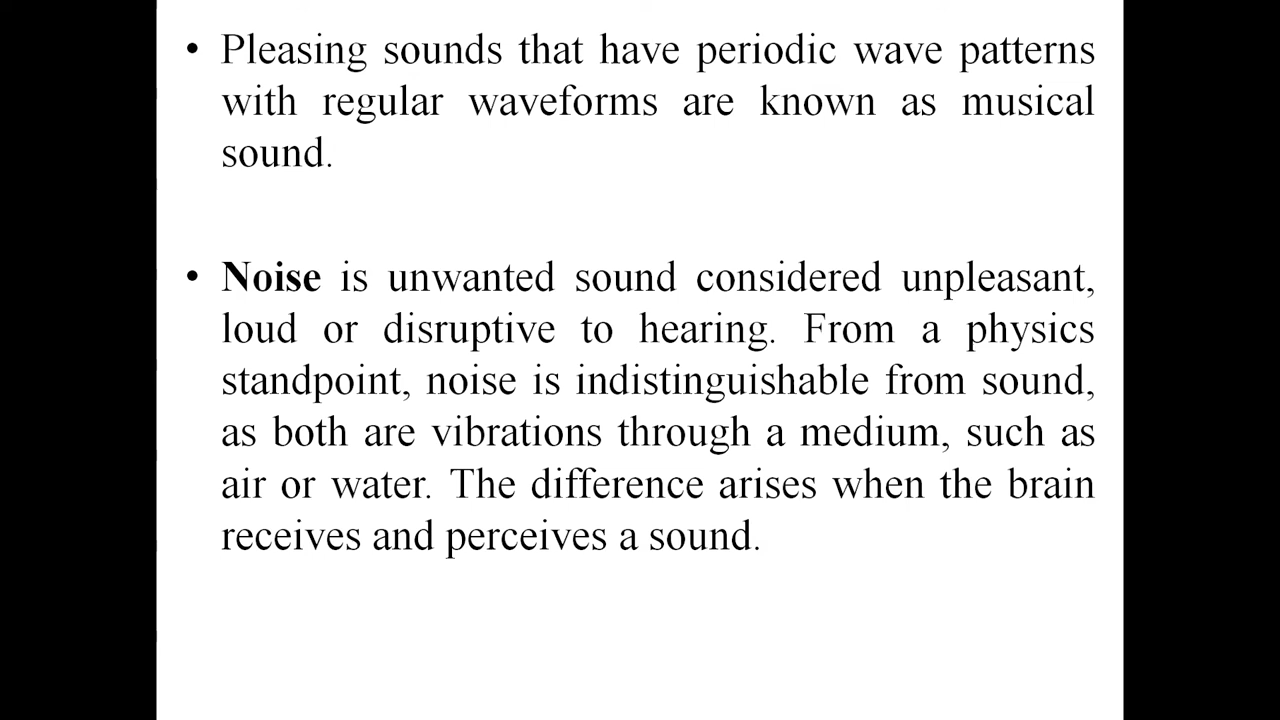 • Pleasing sounds that have periodic wave patterns
with regular waveforms are known as musical
sound.
• Noise is unwanted sound considered unpleasant,
loud or disruptive to hearing. From a physics
standpoint, noise is indistinguishable from sound,
as both are vibrations through a medium, such as
air or water. The difference arises when the brain
receives and perceives a sound.